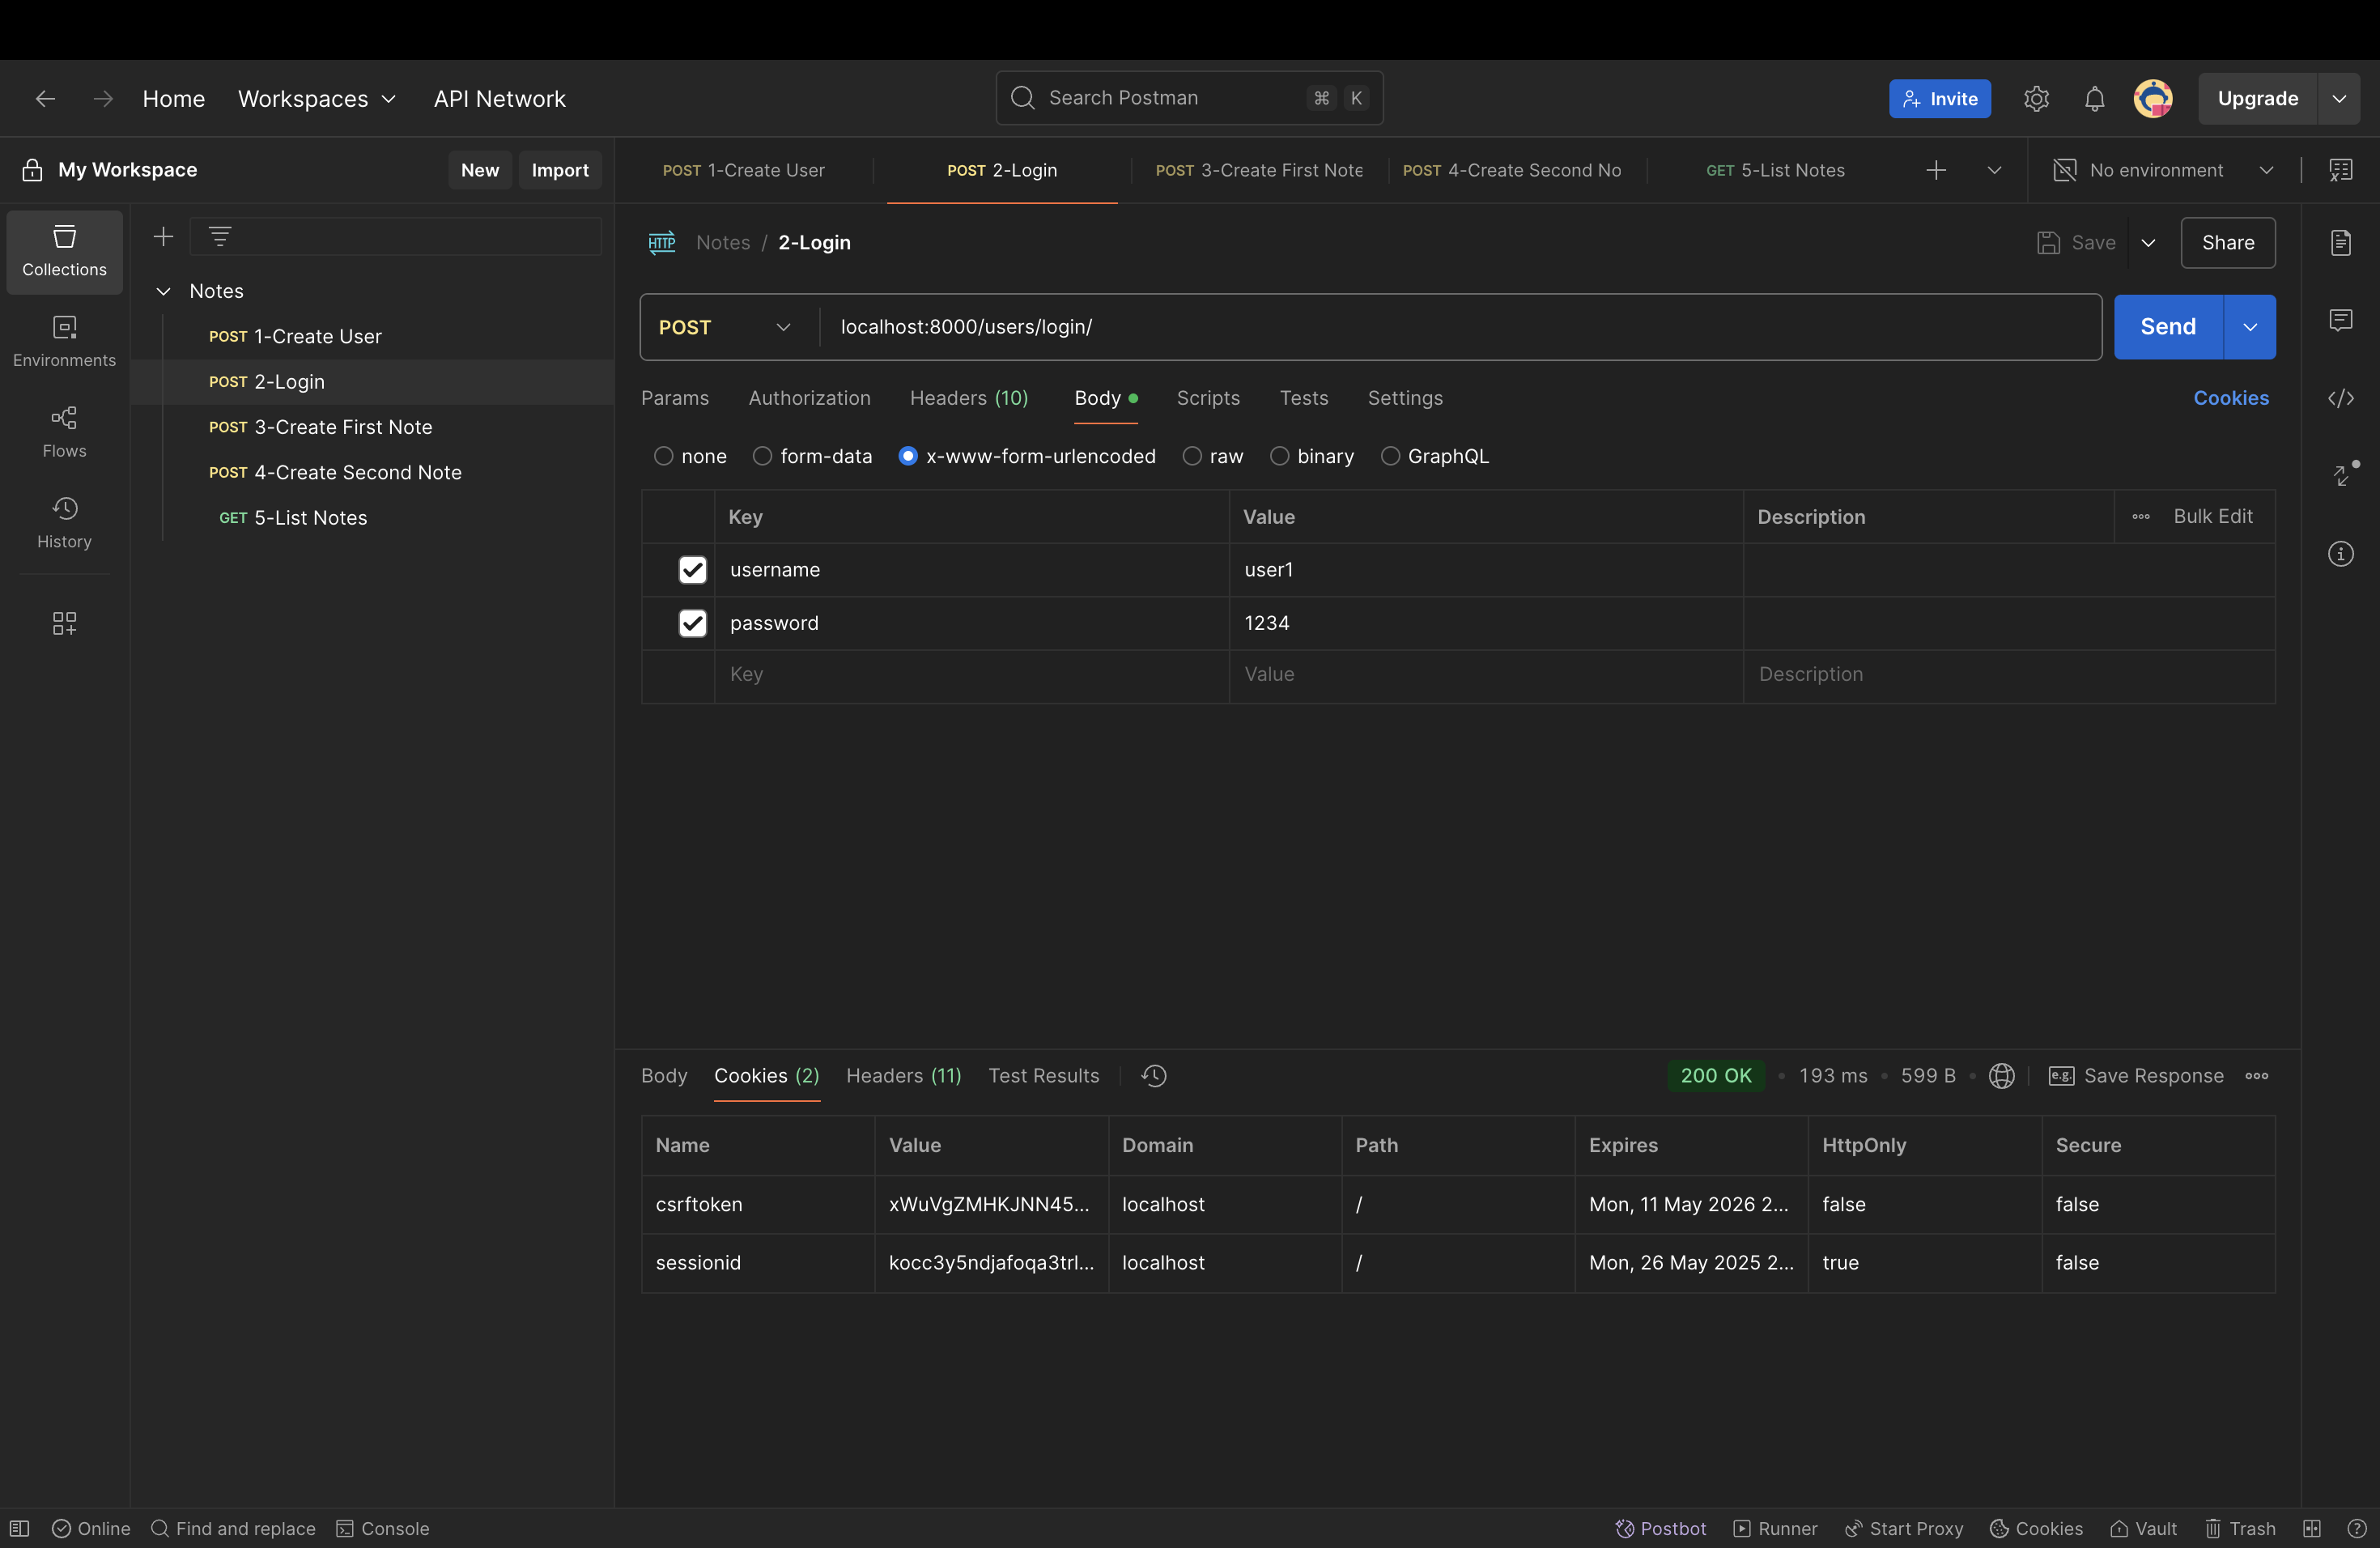 Home Workspaces API Network Search Postman ⌘ K Invite Upgrade
My Workspace New Import POST 1-Create User POST 2-Login POST 3-Create First Note POST 4-Create Second No GET 5-List Notes No environment
Collections
Environments
Flows
History
Notes
POST 1-Create User
POST 2-Login
POST 3-Create First Note
POST 4-Create Second Note
GET 5-List Notes
HTTP Notes / 2-Login Save Share
POST localhost:8000/users/login/ Send
Params Authorization Headers (10) Body Scripts Tests Settings Cookies
none form-data x-www-form-urlencoded raw binary GraphQL
Key Value Description Bulk Edit
username user1
password 1234
Key Value Description
Body Cookies (2) Headers (11) Test Results 200 OK 193 ms 599 B e.g. Save Response
Name Value Domain Path Expires HttpOnly Secure
csrftoken xWuVgZMHKJNN45... localhost / Mon, 11 May 2026 2... false false
sessionid kocc3y5ndjafoqa3trl... localhost / Mon, 26 May 2025 2... true false
Online Find and replace Console Postbot Runner Start Proxy Cookies Vault Trash